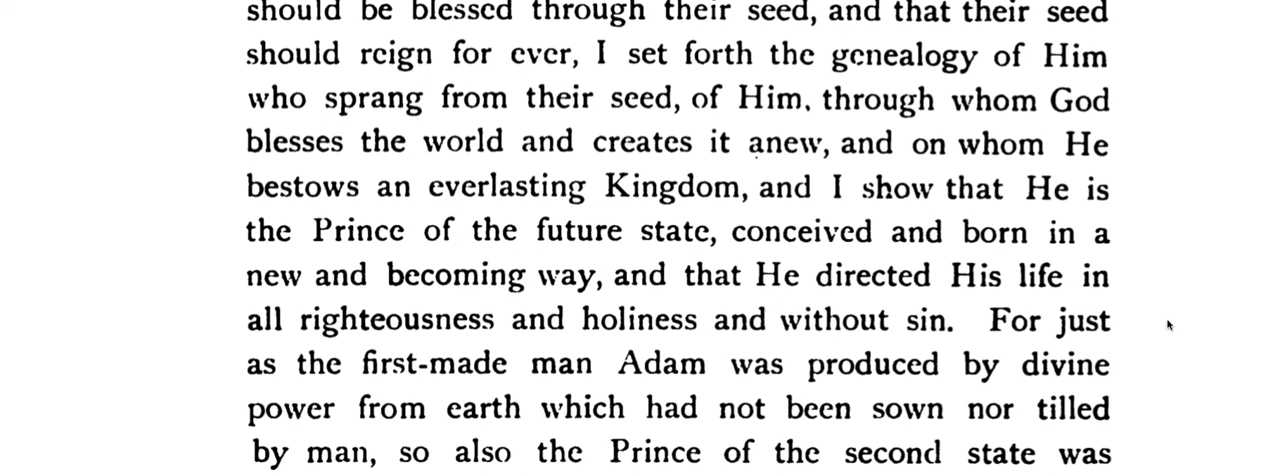 should be blessed through their seed, and that their seed
should reign for ever, I set forth the genealogy of Him
who sprang from their seed, of Him, through whom God
blesses the world and creates it anew, and on whom He
bestows an everlasting Kingdom, and I show that He is
the Prince of the future state, conceived and born in a
new and becoming way, and that He directed His life in
all righteousness and holiness and without sin. For just
as the first-made man Adam was produced by divine
power from earth which had not been sown nor tilled
by man, so also the Prince of the second state was